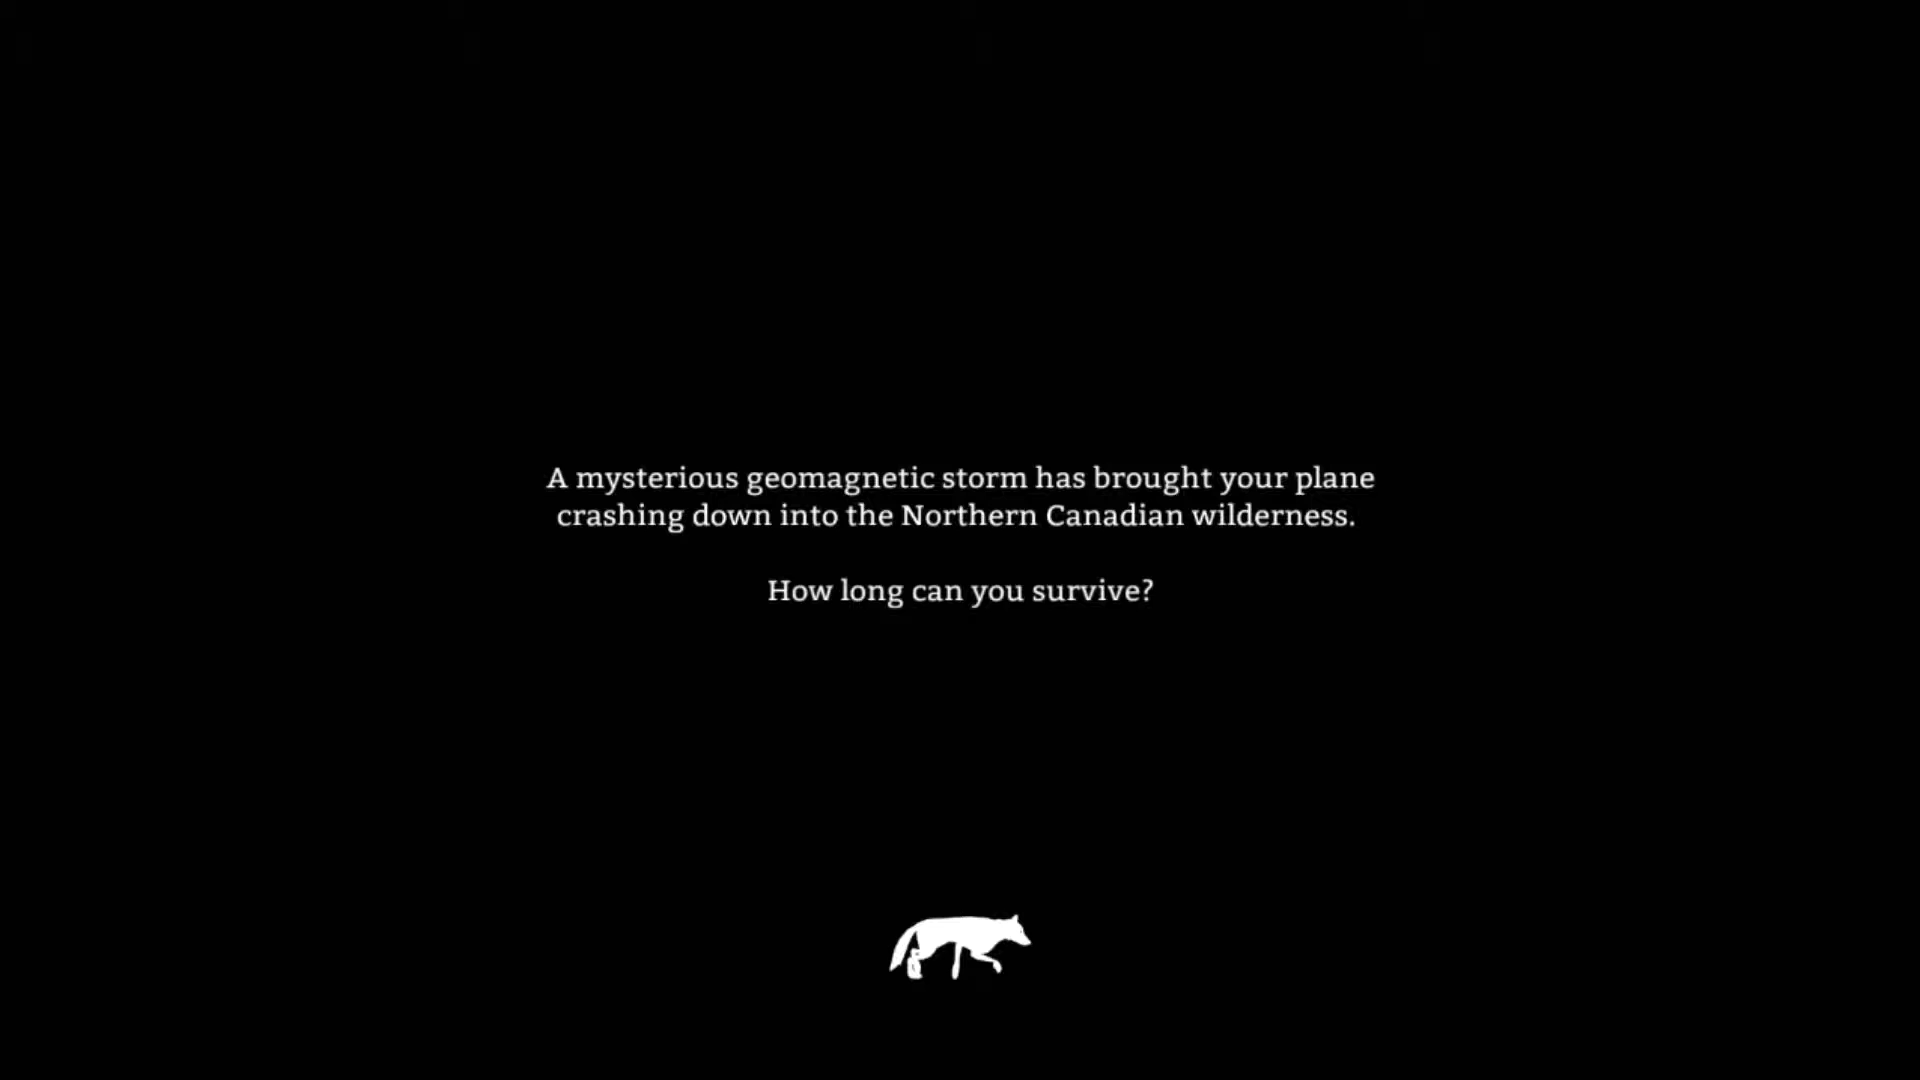 A mysterious geomagnetic storm has brought your plane
crashing down into the Northern Canadian wilderness.
How long can you survive?